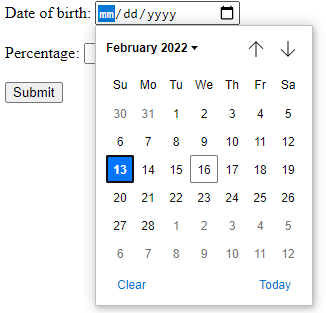 Date of birth: mm/dd/yyyy
February 2022
Percentage:
Su Mo Tu We Th Fr Sa
30 31 1 2 3 4 5
Submit
6 7 8 9 10 11 12
13 14 15 16 17 18 19
20 21 22 23 24 25 26
27 28 1 2 3 4 5
6 7 8 9 10 11 12
Clear Today